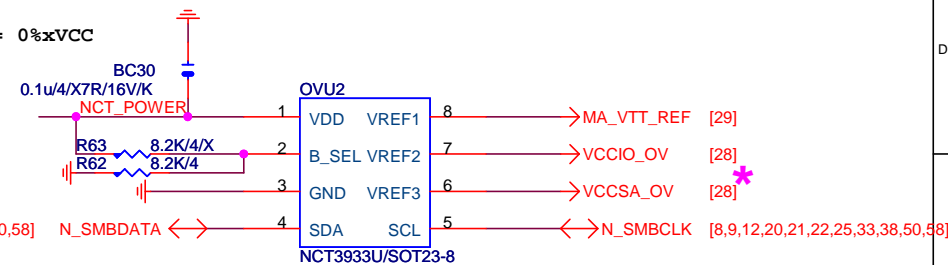 = 0%xVCC
D
BC30
0.1u/4/X7R/16V/K
OVU2
NCT_POWER
1 VDD VREF1 8 MA_VTT_REF [29]
R63 8.2K/4/X
2 B_SEL VREF2 7 VCCIO_OV [28]
R62 8.2K/4
3 GND VREF3 6 VCCSA_OV [28] *
0,58] N_SMBDATA 4 SDA SCL 5 N_SMBCLK [8,9,12,20,21,22,25,33,38,50,58]
NCT3933U/SOT23-8